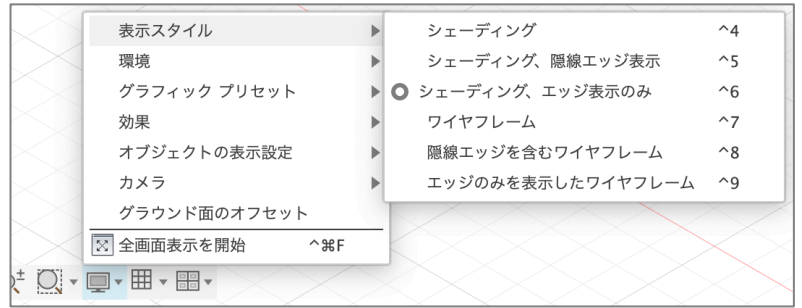 表示スタイル
環境
グラフィック プリセット
効果
オブジェクトの表示設定
カメラ
グラウンド面のオフセット
全画面表示を開始 ^⌘F
シェーディング ^4
シェーディング、隠線エッジ表示 ^5
シェーディング、エッジ表示のみ ^6
ワイヤフレーム ^7
隠線エッジを含むワイヤフレーム ^8
エッジのみを表示したワイヤフレーム ^9